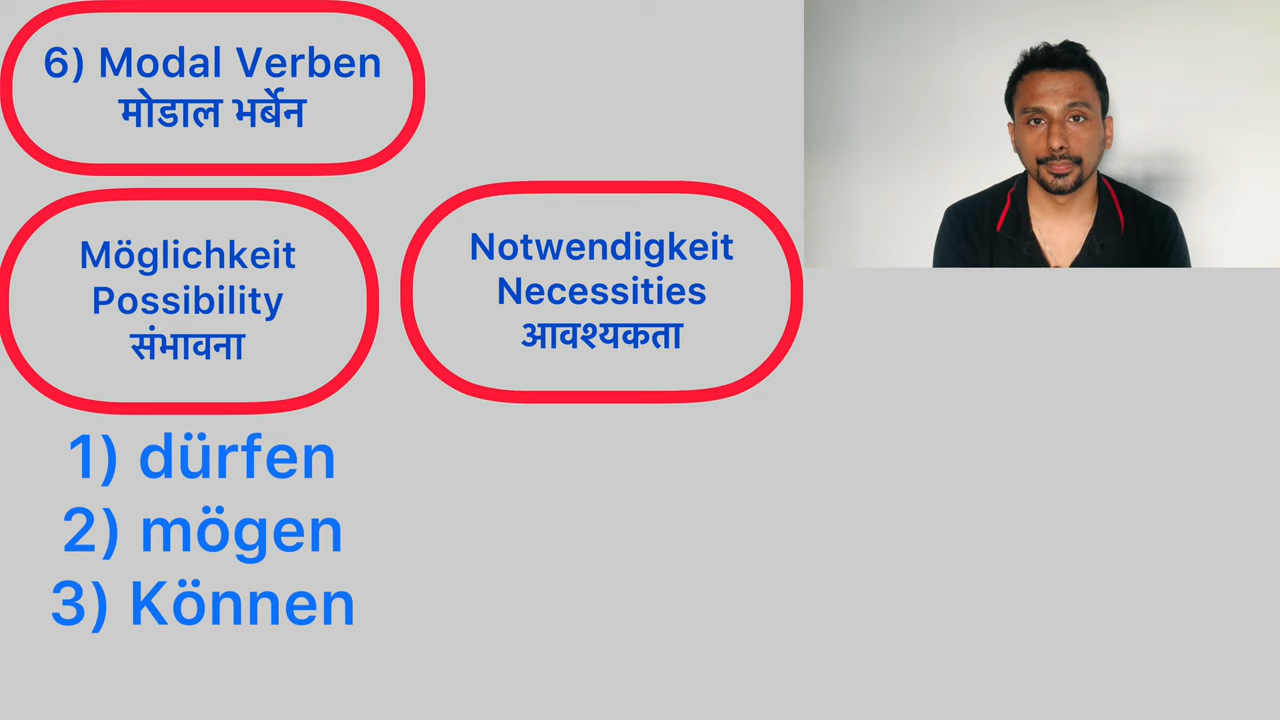 6) Modal Verben
मोडाल भर्बेन
Möglichkeit
Possibility
संभावना
Notwendigkeit
Necessities
आवश्यकता
1) dürfen
2) mögen
3) Können